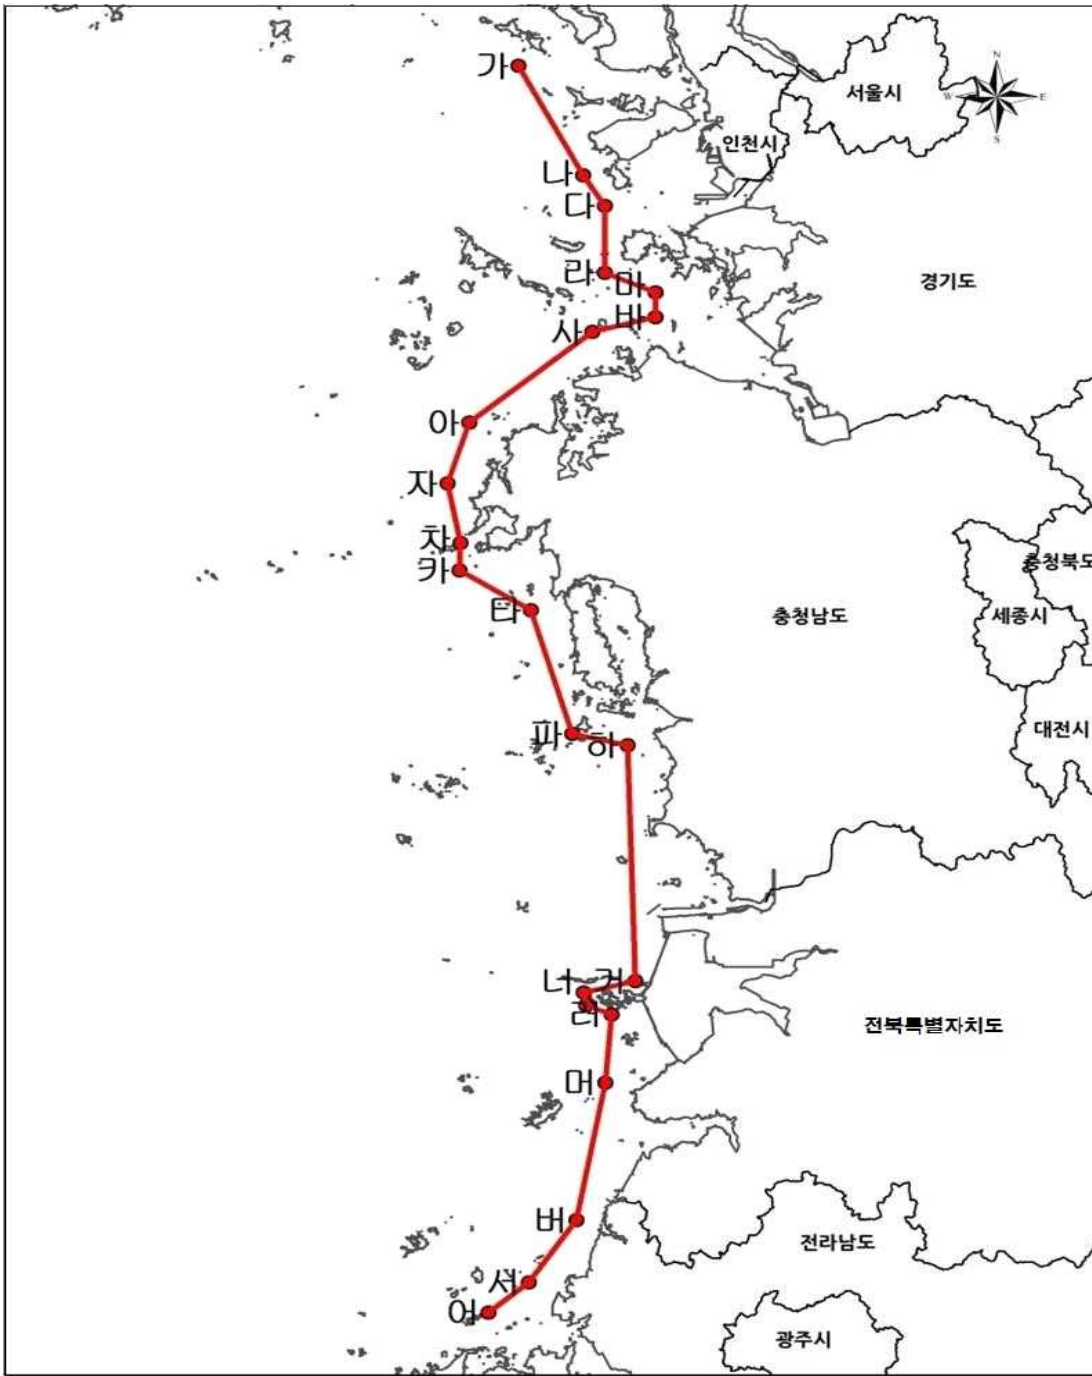 N
가
W
E
서울시
S
인천시
나
다
라
마
경기도
바
사
아
자
차
카
충청북도
타
충청남도
세종시
대전시
파
하
너
거
러
전북특별자치도
머
버
전라남도
서
어
광주시